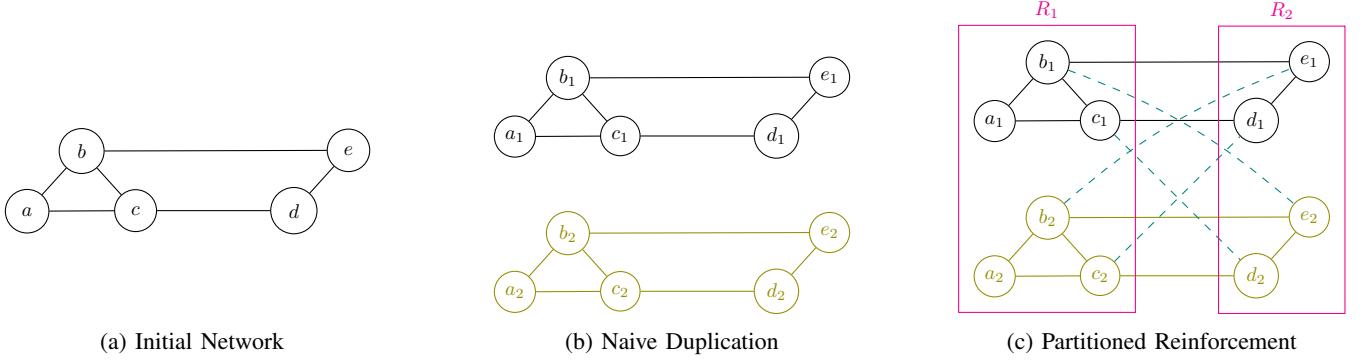 b
e
a
c
d
(a) Initial Network
b₁
e₁
a₁
c₁
d₁
b₂
e₂
a₂
c₂
d₂
(b) Naive Duplication
R₁
R₂
b₁
e₁
a₁
c₁
d₁
b₂
e₂
a₂
c₂
d₂
(c) Partitioned Reinforcement